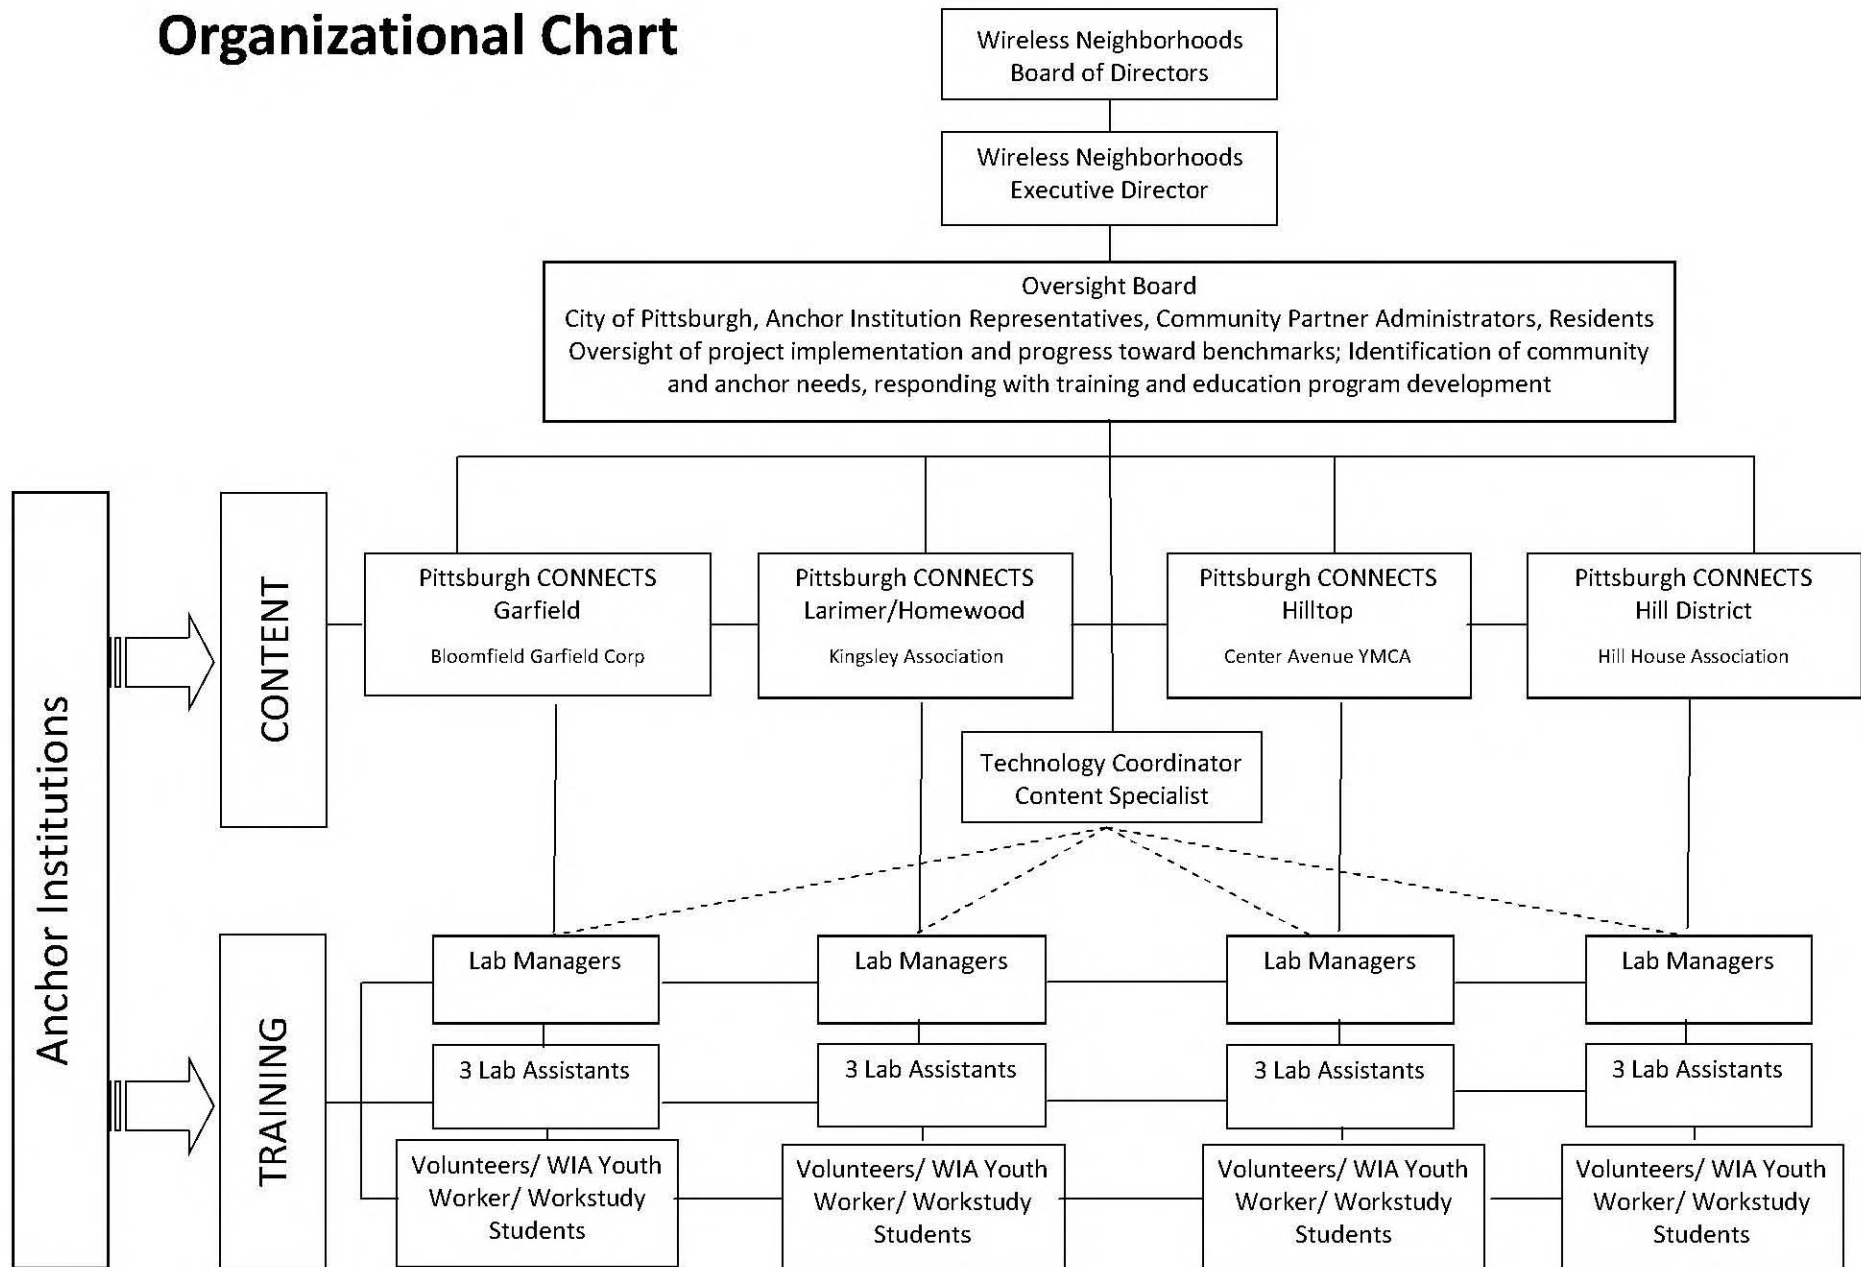 Organizational Chart
Wireless Neighborhoods
Board of Directors
Wireless Neighborhoods
Executive Director
Oversight Board
City of Pittsburgh, Anchor Institution Representatives, Community Partner Administrators, Residents
Oversight of project implementation and progress toward benchmarks; Identification of community
and anchor needs, responding with training and education program development
Anchor Institutions
CONTENT
Pittsburgh CONNECTS
Garfield
Bloomfield Garfield Corp
Pittsburgh CONNECTS
Larimer/Homewood
Kingsley Association
Pittsburgh CONNECTS
Hilltop
Center Avenue YMCA
Pittsburgh CONNECTS
Hill District
Hill House Association
Technology Coordinator
Content Specialist
TRAINING
Lab Managers
Lab Managers
Lab Managers
Lab Managers
3 Lab Assistants
3 Lab Assistants
3 Lab Assistants
3 Lab Assistants
Volunteers/ WIA Youth
Worker/ Workstudy
Students
Volunteers/ WIA Youth
Worker/ Workstudy
Students
Volunteers/ WIA Youth
Worker/ Workstudy
Students
Volunteers/ WIA Youth
Worker/ Workstudy
Students